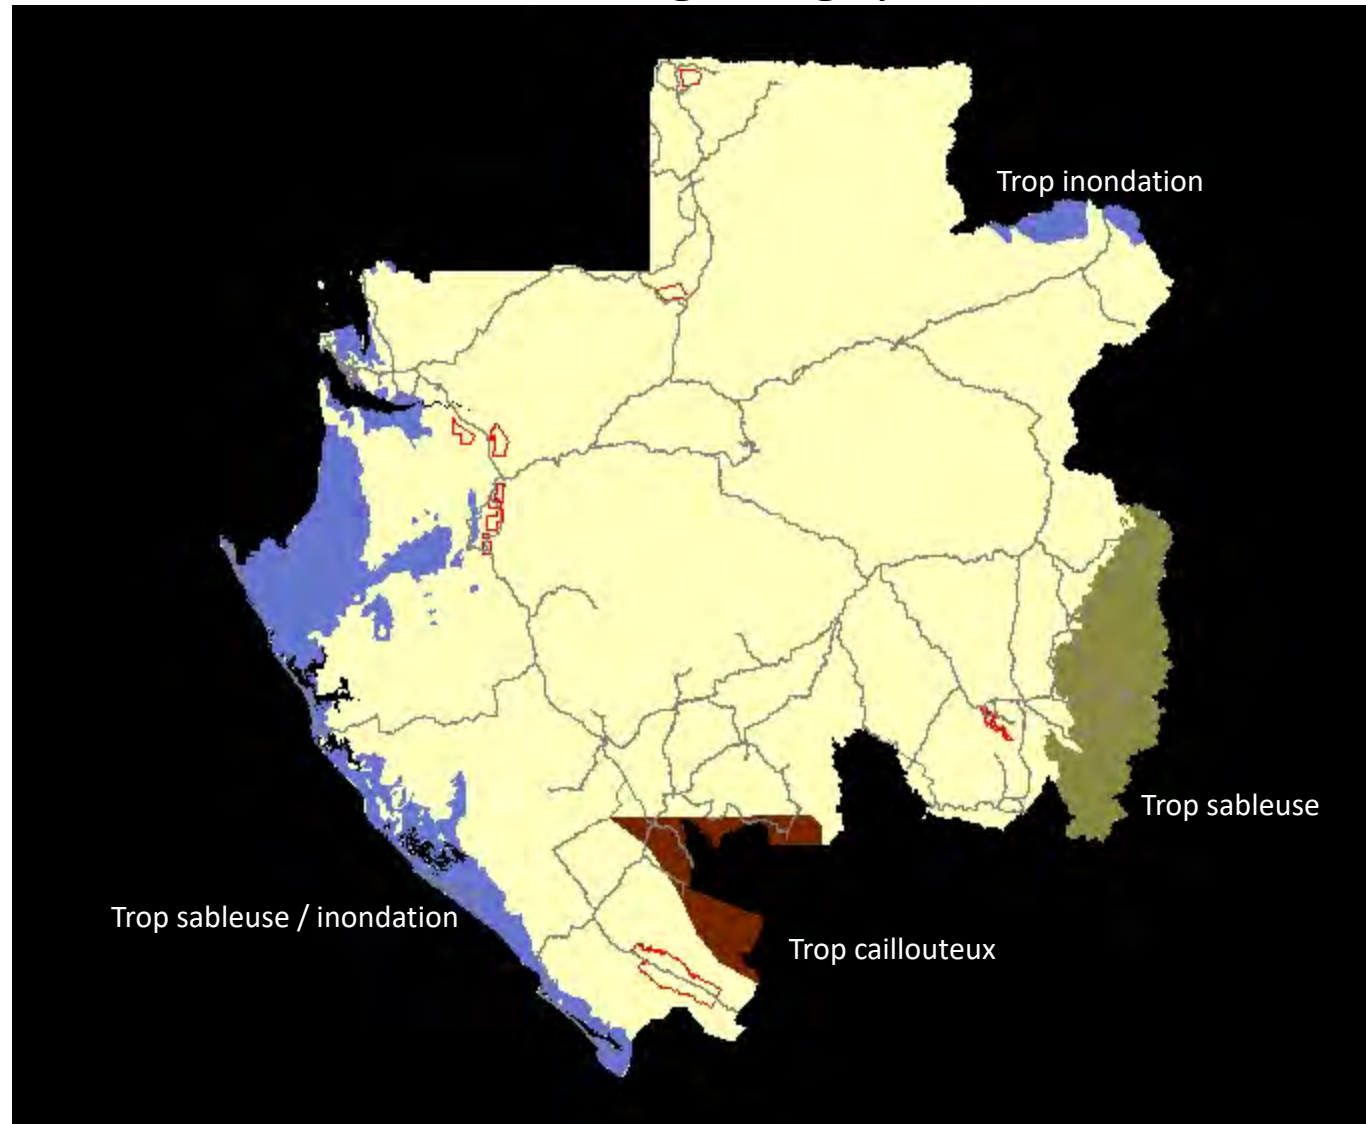 Trop inondation
Trop sableuse
Trop sableuse / inondation
Trop caillouteux